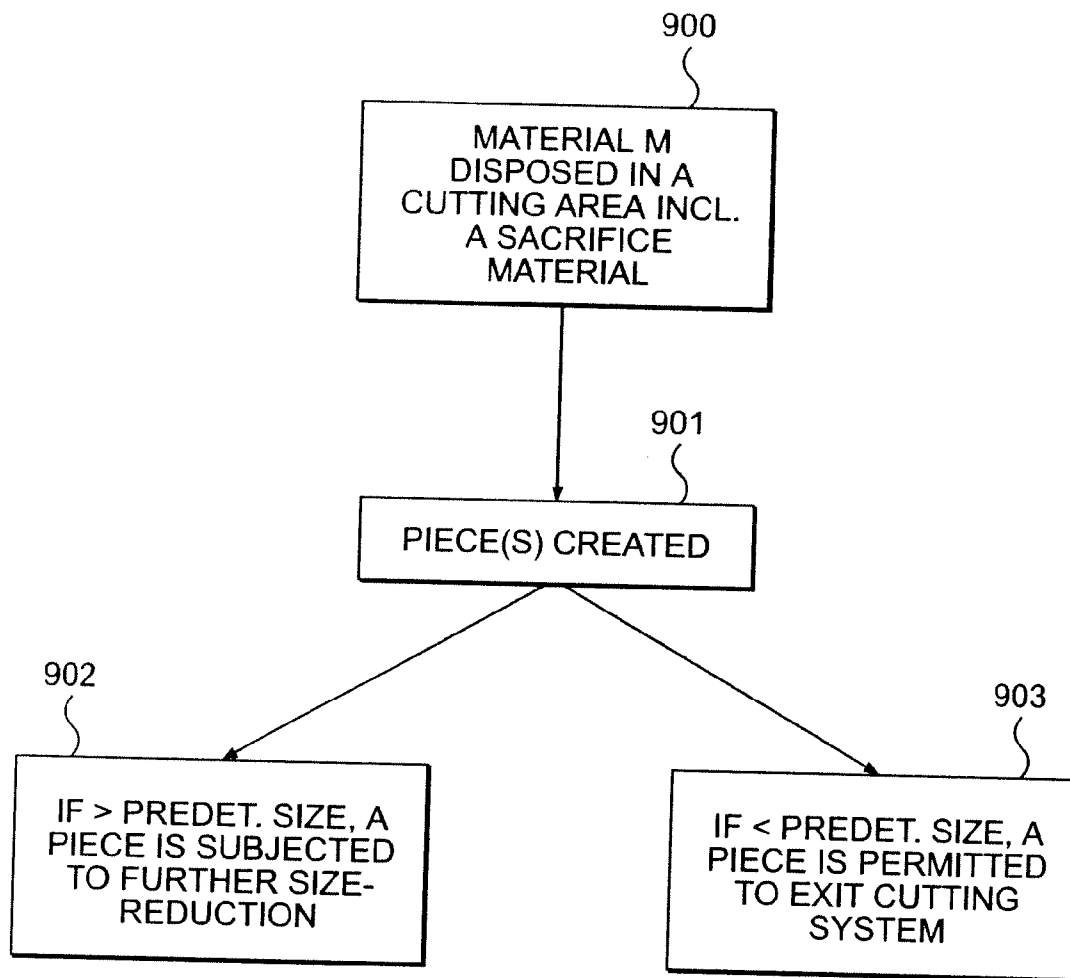 900
MATERIAL M
DISPOSED IN A
CUTTING AREA INCL.
A SACRIFICE
MATERIAL
901
PIECE(S) CREATED
902
IF > PREDET. SIZE, A
PIECE IS SUBJECTED
TO FURTHER SIZE-
REDUCTION
903
IF < PREDET. SIZE, A
PIECE IS PERMITTED
TO EXIT CUTTING
SYSTEM